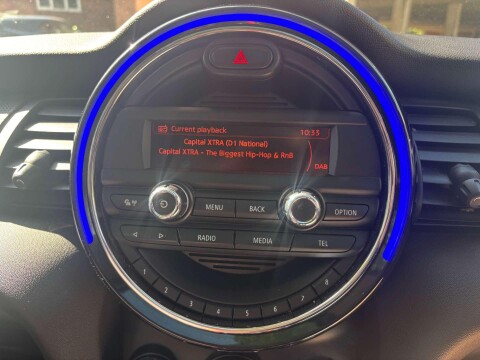 Current playback 10:33
Capital XTRA (D1 National)
Capital XTRA - The Biggest Hip-Hop & RnB
DAB
MENU BACK OPTION
RADIO MEDIA TEL
1 2 3 4 5 6 7 8